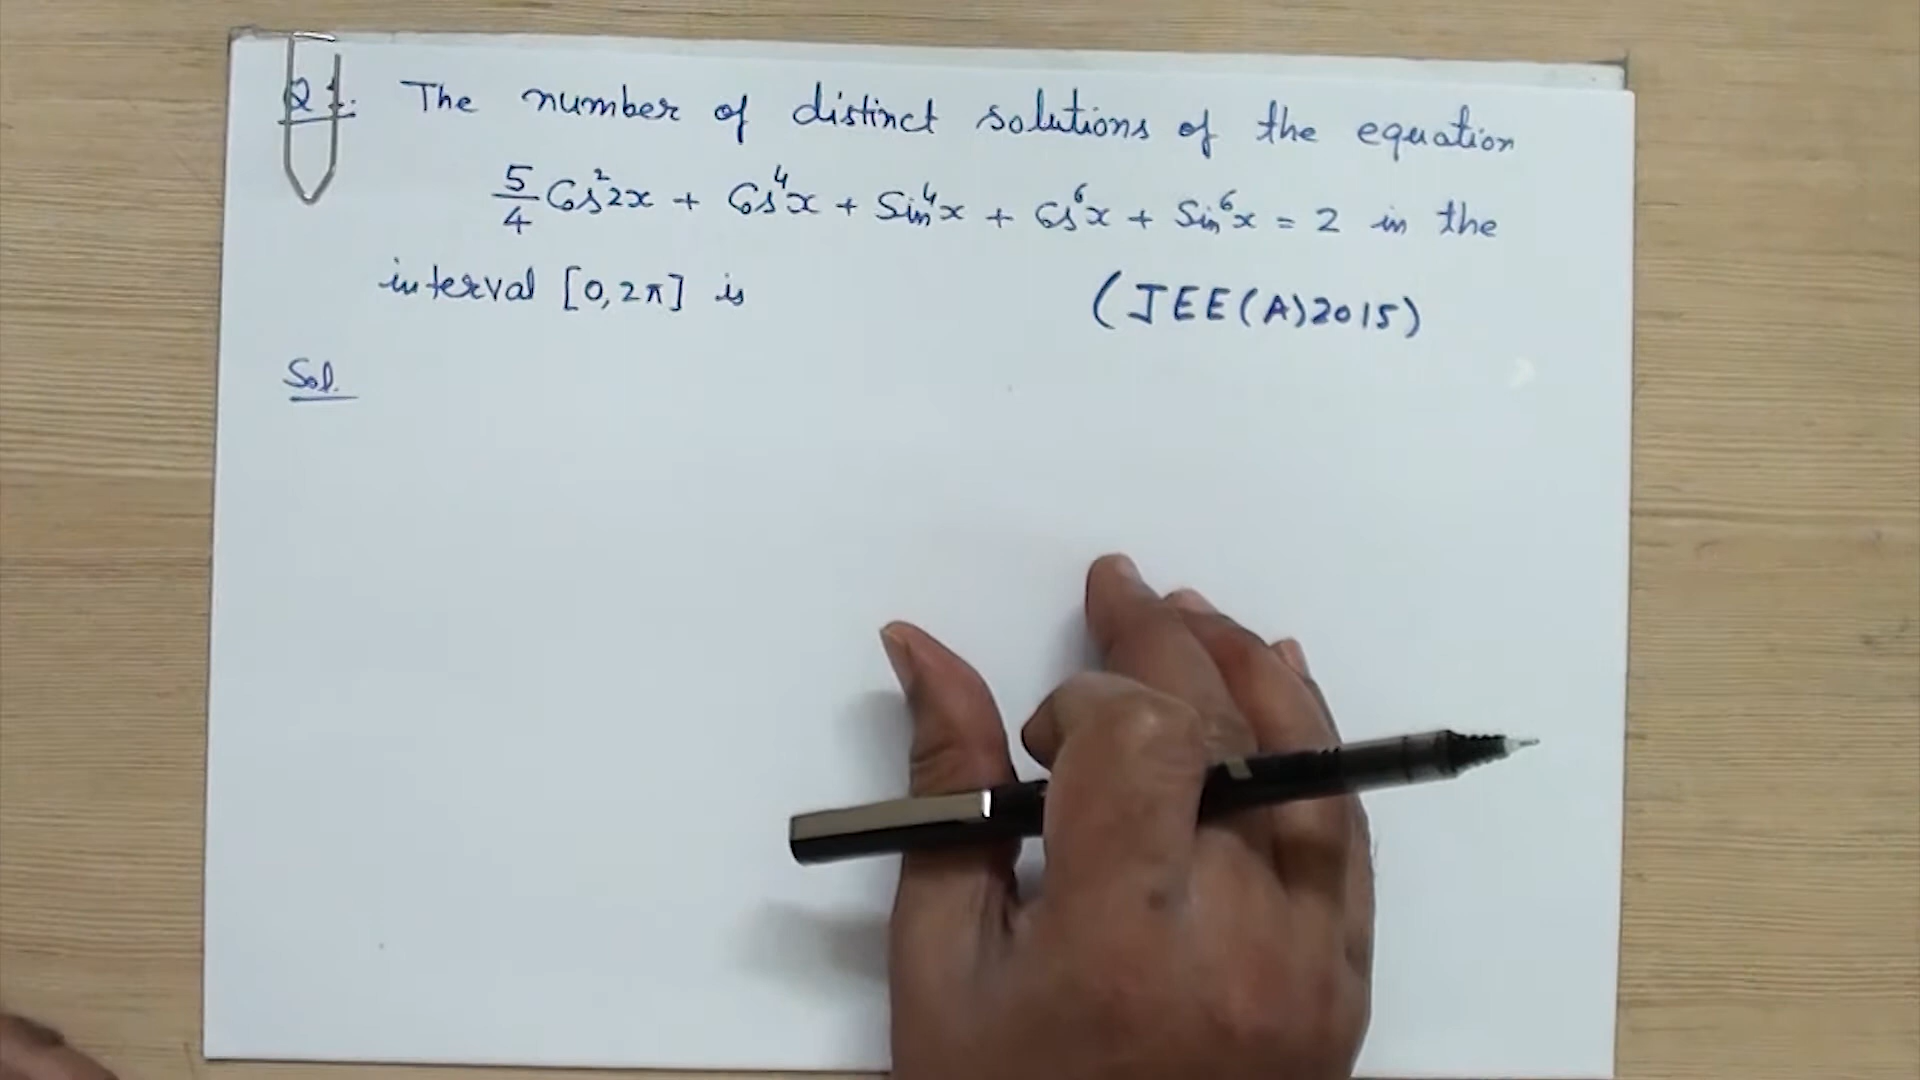 Q1. The number of distinct solutions of the equation
5/4 Cos²2x + Cos⁴x + Sin⁴x + Cos⁶x + Sin⁶x = 2 in the
interval [0, 2π] is (JEE(A)2015)
Sol.